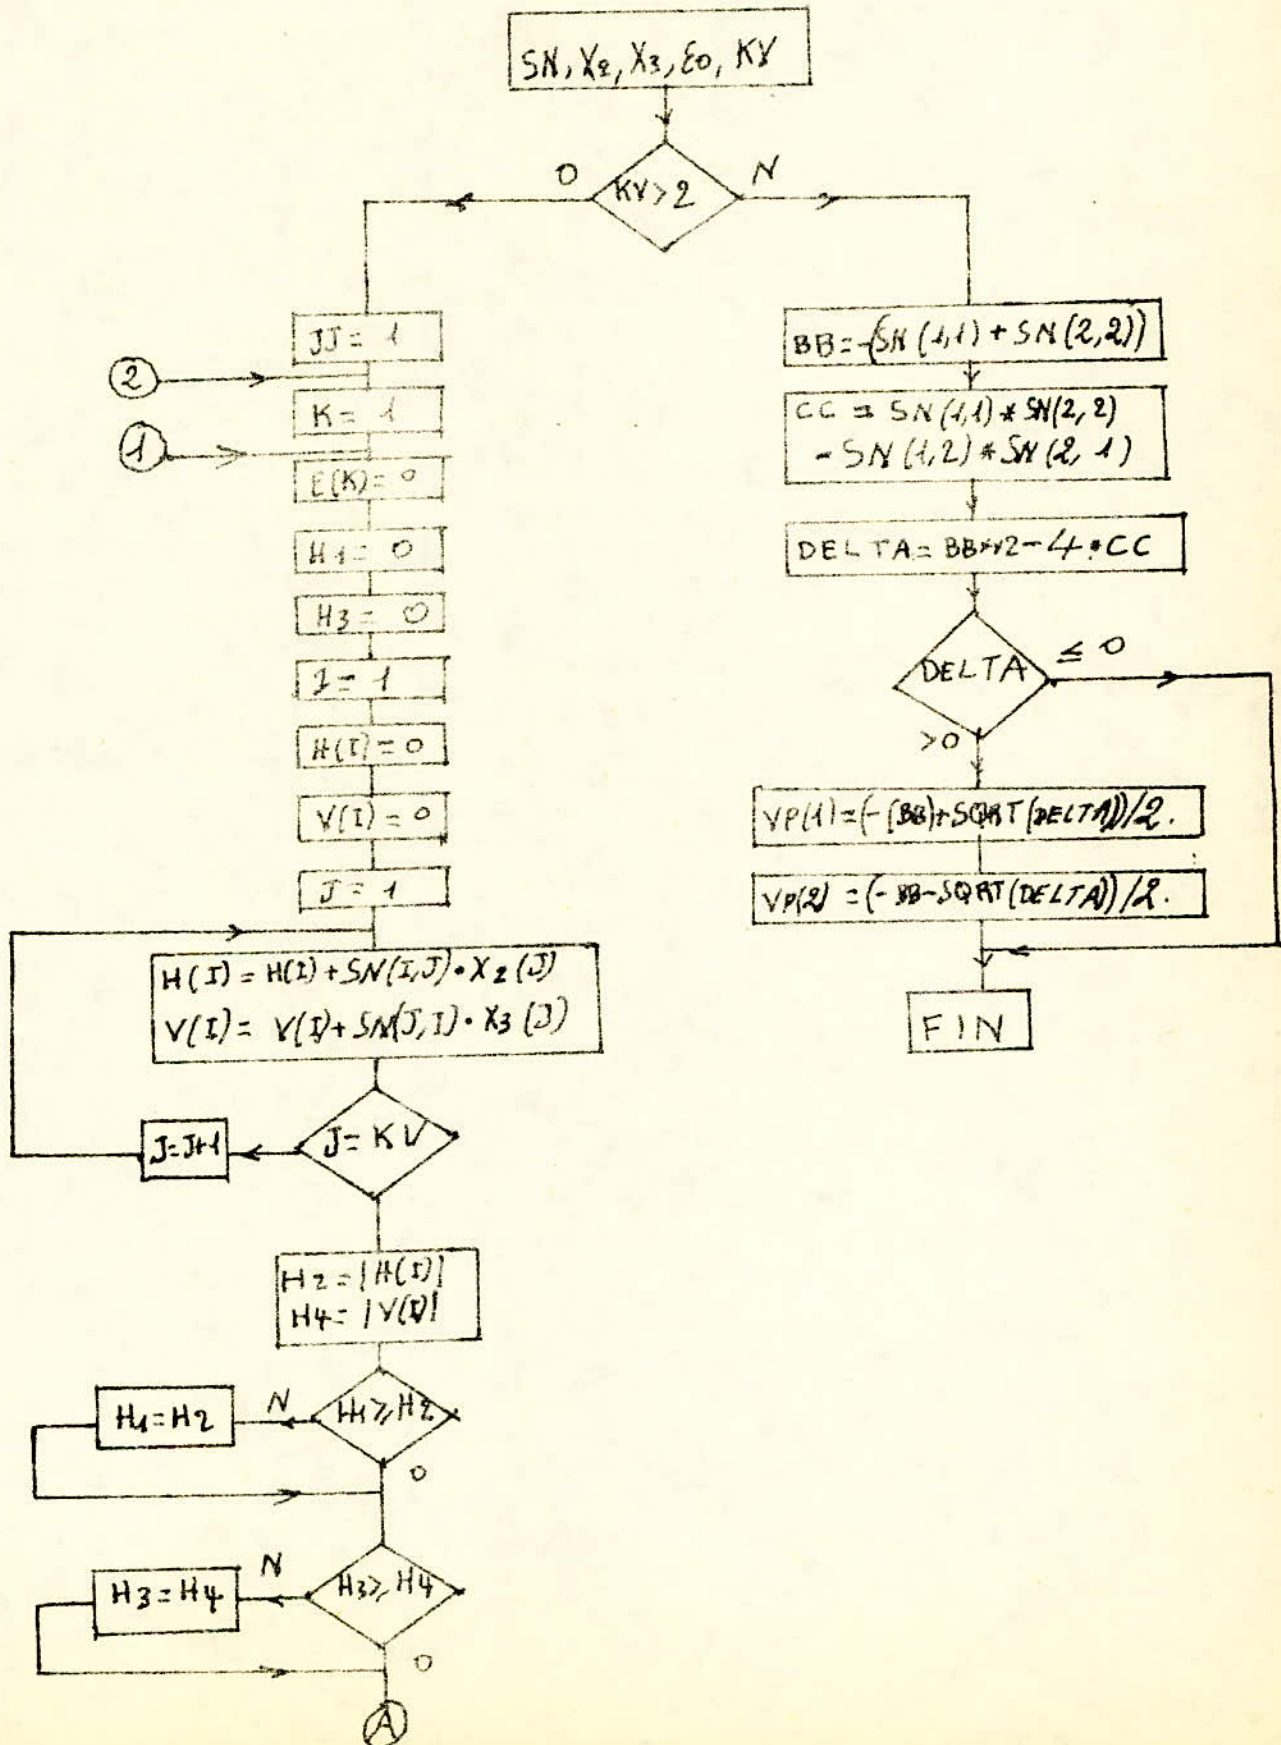 SN, X2, X3, εo, KV
KV > 2
O
N
JJ = 1
2
K = 1
1
E(K) = 0
H1 = 0
H3 = 0
I = 1
H(I) = 0
V(I) = 0
J = 1
H(I) = H(I) + SN(I,J) • X2(J)
V(I) = V(I) + SN(J,I) • X3(J)
J = KV
J=J+1
H2 = |H(I)|
H4 = |V(I)|
H1 ≥ H2
N
H1 = H2
O
H3 ≥ H4
N
H3 = H4
O
A
BB = -(SN(1,1) + SN(2,2))
CC = SN(1,1) * SN(2,2)
- SN(1,2) * SN(2,1)
DELTA = BB**2 - 4 * CC
DELTA
≤ 0
>0
VP(1) = (-(BB)+SQRT(DELTA))/2.
VP(2) = (-BB-SQRT(DELTA))/2.
FIN